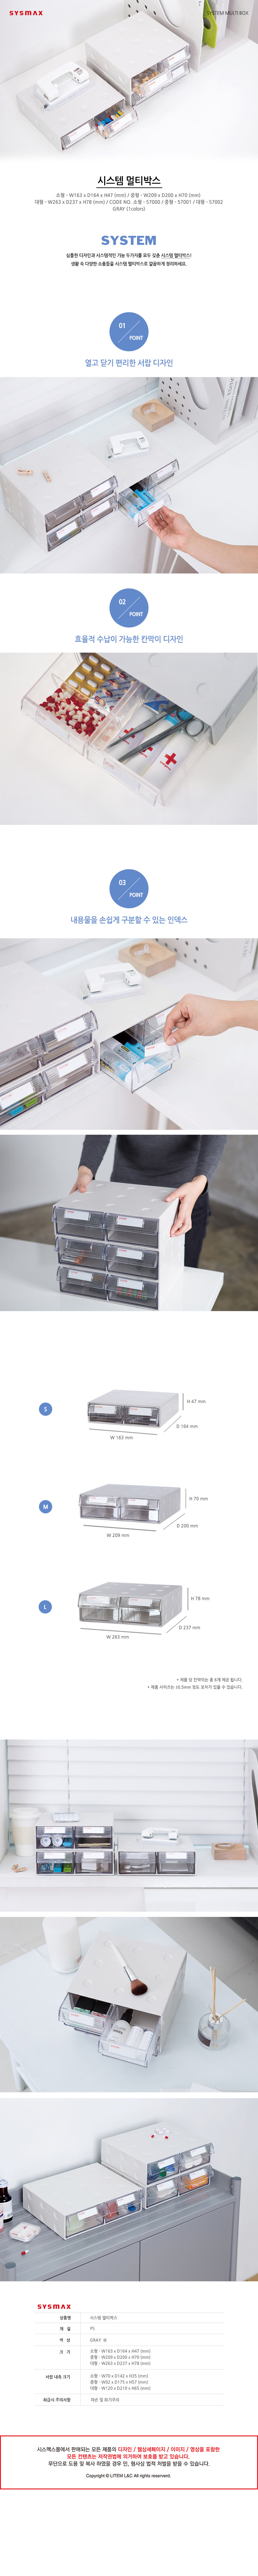 SYSMAX
SYSTEM MULTI BOX
시스템 멀티박스
소형 - W163 x D164 x H47 (mm) / 중형 - W209 x D200 x H70 (mm)
대형 - W263 x D237 x H78 (mm) / CODE NO. 소형 - 57000 / 중형 - 57001 / 대형 - 57002
GRAY (1colors)
SYSTEM
심플한 디자인과 시스템적인 기능 두가지를 모두 갖춘 시스템 멀티박스!
생활 속 다양한 소품들을 시스템 멀티박스로 깔끔하게 정리하세요.
01
POINT
열고 닫기 편리한 서랍 디자인
02
POINT
효율적 수납이 가능한 칸막이 디자인
03
POINT
내용물을 손쉽게 구분할 수 있는 인덱스
S
H 47 mm
D 164 mm
W 163 mm
M
H 70 mm
D 200 mm
W 209 mm
L
H 78 mm
D 237 mm
W 263 mm
SYSMAX
상품명 시스템 멀티박스
재 질 PS
색 상
크 기 소형 - W163 x D164 x H47 (mm)
중형 - W209 x D200 x H70 (mm)
대형 - W263 x D237 x H78 (mm)
서랍 내측 크기 소형 - W70 x D142 x H35 (mm)
중형 - W92 x D175 x H57 (mm)
대형 - W120 x D210 x H65 (mm)
취급시 주의사항 파손 및 화기주의
시스맥스몰에서 판매되는 모든 제품의 디자인 / 웹상세페이지 / 이미지 / 영상을 포함한
모든 컨텐츠는 저작권법에 의거하여 보호를 받고 있습니다.
무단으로 도용 및 복사 하였을 경우 민, 형사상 법적 처벌을 받을 수 있습니다.
Copyright © LITEM L&C All rights reserverd.